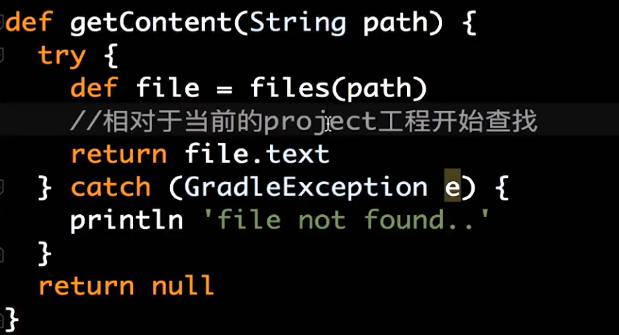 def getContent(String path) {
try {
def file = files(path)
//相对于当前的project工程开始查找
return file.text
} catch (GradleException e) {
println 'file not found..'
}
return null
}